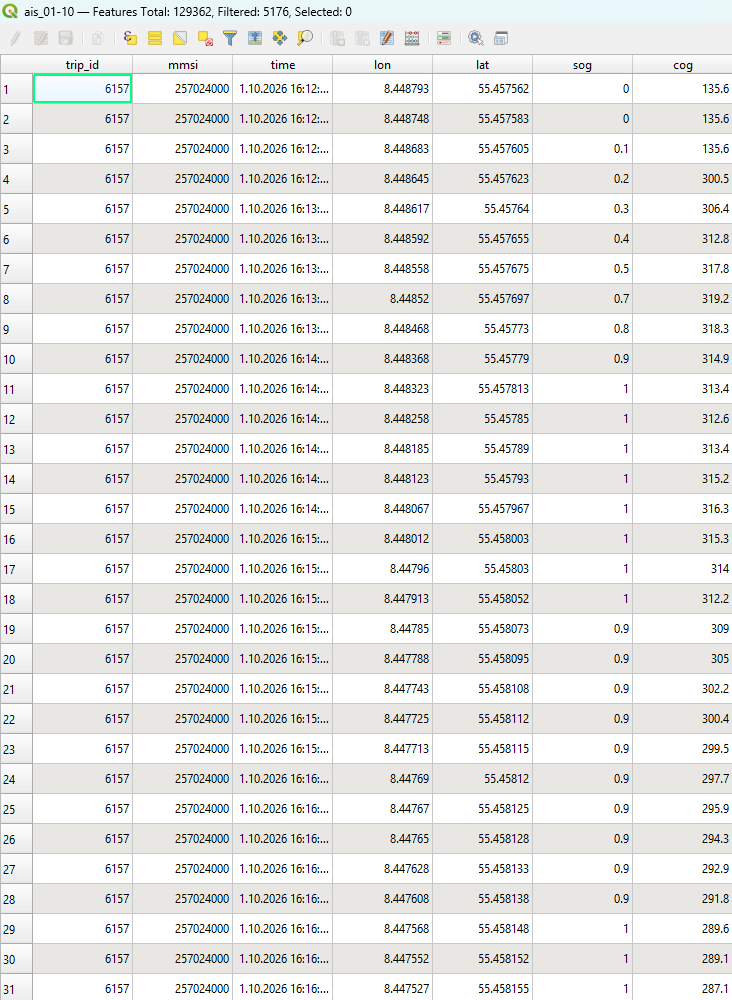 ais_01-10 — Features Total: 129362, Filtered: 5176, Selected: 0
trip_id mmsi time lon lat sog cog
1 6157 257024000 1.10.2026 16:12:... 8.448793 55.457562 0 135.6
2 6157 257024000 1.10.2026 16:12:... 8.448748 55.457583 0 135.6
3 6157 257024000 1.10.2026 16:12:... 8.448683 55.457605 0.1 135.6
4 6157 257024000 1.10.2026 16:12:... 8.448645 55.457623 0.2 300.5
5 6157 257024000 1.10.2026 16:13:... 8.448617 55.45764 0.3 306.4
6 6157 257024000 1.10.2026 16:13:... 8.448592 55.457655 0.4 312.8
7 6157 257024000 1.10.2026 16:13:... 8.448558 55.457675 0.5 317.8
8 6157 257024000 1.10.2026 16:13:... 8.44852 55.457697 0.7 319.2
9 6157 257024000 1.10.2026 16:13:... 8.448468 55.45773 0.8 318.3
10 6157 257024000 1.10.2026 16:14:... 8.448368 55.45779 0.9 314.9
11 6157 257024000 1.10.2026 16:14:... 8.448323 55.457813 1 313.4
12 6157 257024000 1.10.2026 16:14:... 8.448258 55.45785 1 312.6
13 6157 257024000 1.10.2026 16:14:... 8.448185 55.45789 1 313.4
14 6157 257024000 1.10.2026 16:14:... 8.448123 55.45793 1 315.2
15 6157 257024000 1.10.2026 16:14:... 8.448067 55.457967 1 316.3
16 6157 257024000 1.10.2026 16:15:... 8.448012 55.458003 1 315.3
17 6157 257024000 1.10.2026 16:15:... 8.44796 55.45803 1 314
18 6157 257024000 1.10.2026 16:15:... 8.447913 55.458052 1 312.2
19 6157 257024000 1.10.2026 16:15:... 8.44785 55.458073 0.9 309
20 6157 257024000 1.10.2026 16:15:... 8.447788 55.458095 0.9 305
21 6157 257024000 1.10.2026 16:15:... 8.447743 55.458108 0.9 302.2
22 6157 257024000 1.10.2026 16:15:... 8.447725 55.458112 0.9 300.4
23 6157 257024000 1.10.2026 16:15:... 8.447713 55.458115 0.9 299.5
24 6157 257024000 1.10.2026 16:16:... 8.44769 55.45812 0.9 297.7
25 6157 257024000 1.10.2026 16:16:... 8.44767 55.458125 0.9 295.9
26 6157 257024000 1.10.2026 16:16:... 8.44765 55.458128 0.9 294.3
27 6157 257024000 1.10.2026 16:16:... 8.447628 55.458133 0.9 292.9
28 6157 257024000 1.10.2026 16:16:... 8.447608 55.458138 0.9 291.8
29 6157 257024000 1.10.2026 16:16:... 8.447568 55.458148 1 289.6
30 6157 257024000 1.10.2026 16:16:... 8.447552 55.458152 1 289.1
31 6157 257024000 1.10.2026 16:16:... 8.447527 55.458155 1 287.1